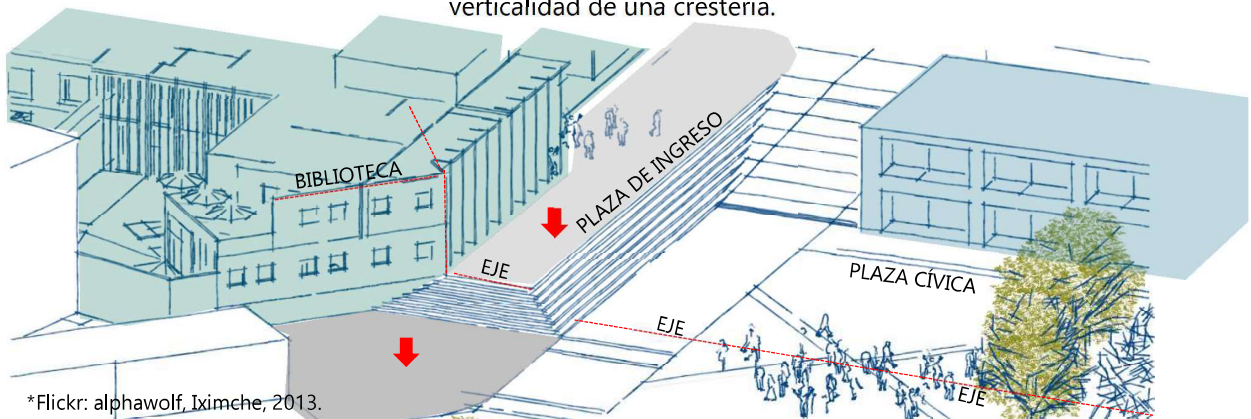 verticalidad de una crestería.
BIBLIOTECA
PLAZA DE INGRESO
EJE
PLAZA CÍVICA
EJE
EJE
*Flickr: alphawolf, Iximche, 2013.